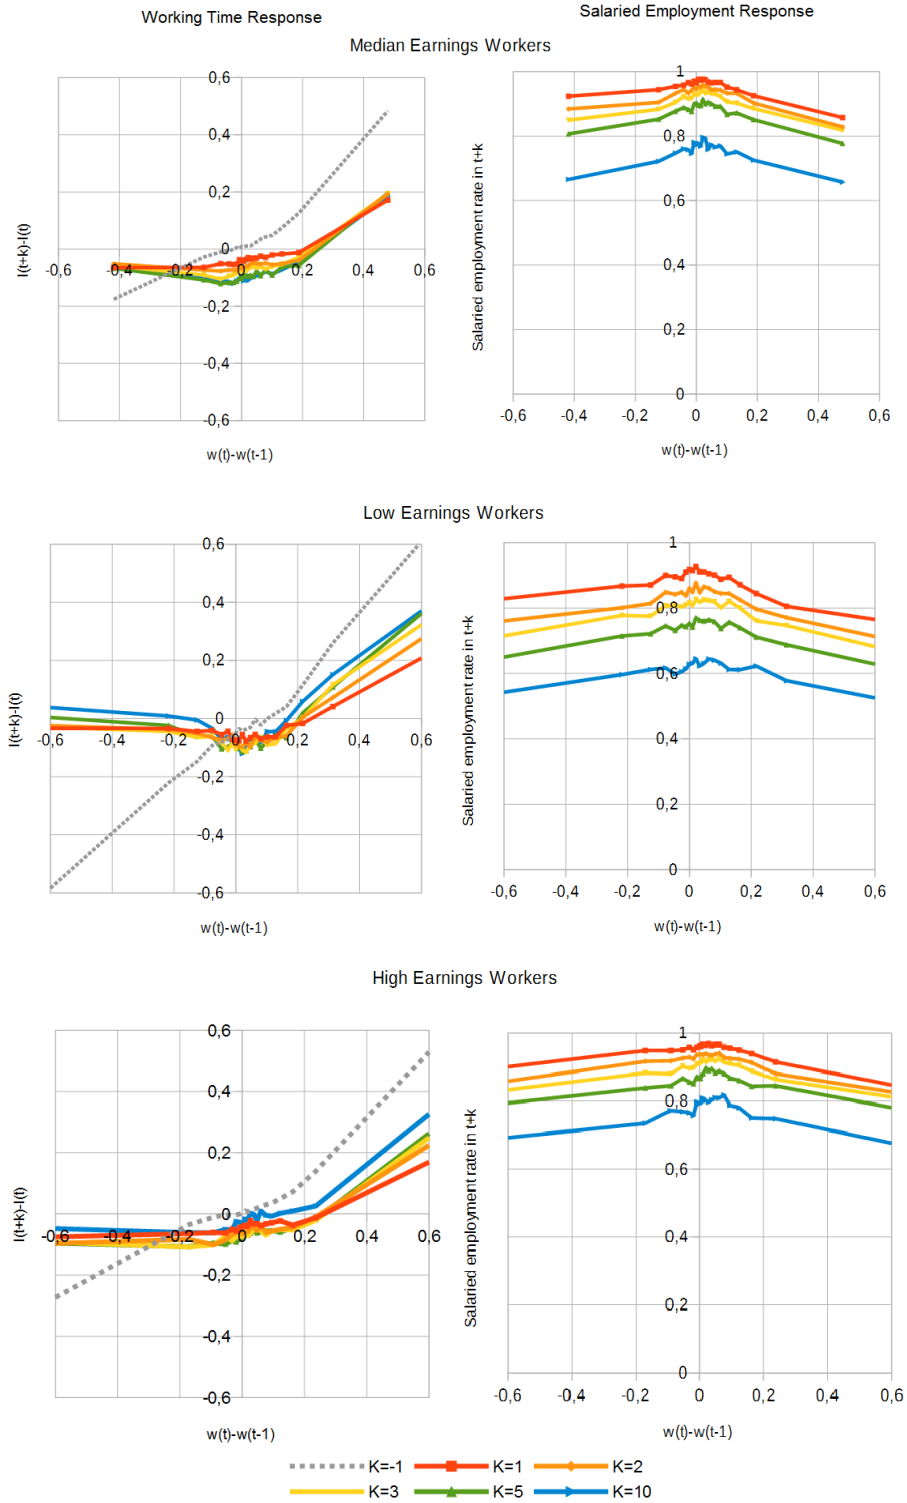 Working Time Response
Salaried Employment Response
Median Earnings Workers
0,6
0,4
0,2
0
-0,2
-0,4
-0,6
-0,6 -0,4 -0,2 0 0,2 0,4 0,6
l(t+k)-l(t)
w(t)-w(t-1)
1
0,8
0,6
0,4
0,2
0
-0,6 -0,4 -0,2 0 0,2 0,4 0,6
Salaried employment rate in t+k
w(t)-w(t-1)
Low Earnings Workers
0,6
0,4
0,2
0
-0,2
-0,4
-0,6
-0,6 -0,4 -0,2 0 0,2 0,4 0,6
l(t+k)-l(t)
w(t)-w(t-1)
1
0,8
0,6
0,4
0,2
0
-0,6 -0,4 -0,2 0 0,2 0,4 0,6
Salaried employment rate in t+k
w(t)-w(t-1)
High Earnings Workers
0,6
0,4
0,2
0
-0,2
-0,4
-0,6
-0,6 -0,4 -0,2 0 0,2 0,4 0,6
l(t+k)-l(t)
w(t)-w(t-1)
1
0,8
0,6
0,4
0,2
0
-0,6 -0,4 -0,2 0 0,2 0,4 0,6
Salaried employment rate in t+k
w(t)-w(t-1)
K=-1 K=1 K=2
K=3 K=5 K=10